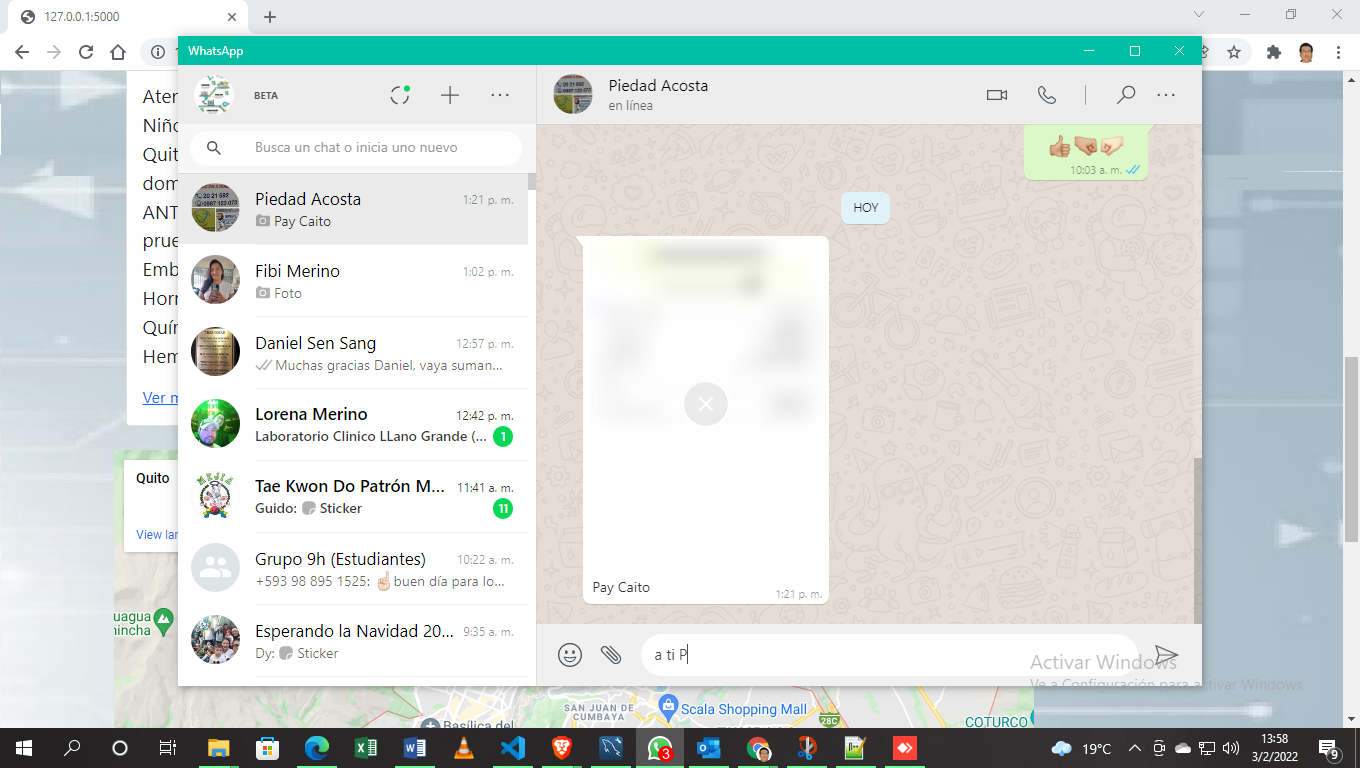 127.0.0.1:5000
WhatsApp
BETA
Busca un chat o inicia uno nuevo
Piedad Acosta 1:21 p. m.
Pay Caito
Fibi Merino 1:02 p. m.
Foto
Daniel Sen Sang 12:57 p. m.
Muchas gracias Daniel, vaya suman...
Lorena Merino 12:42 p. m.
Laboratorio Clinico LLano Grande (... 1
Tae Kwon Do Patrón M... 11:41 a. m.
Guido: Sticker 11
Grupo 9h (Estudiantes) 10:22 a. m.
+593 98 895 1525: ☝🏻buen día para lo...
Esperando la Navidad 20... 9:35 a. m.
Dy: Sticker
Piedad Acosta
en línea
10:03 a. m.
HOY
Pay Caito
1:21 p. m.
a ti P
Activar Windows
Ve a Configuración para activar Windows.
Ater
Niño
Quit
dom
ANT
prue
Emb
Horr
Quír
Hem
Ver m
Quito
View lar
uagua
hincha
SAN JUAN DE
CUMBAYA
Scala Shopping Mall
28C
COTURCO
Basílica del
3
19°C
13:58
3/2/2022
9